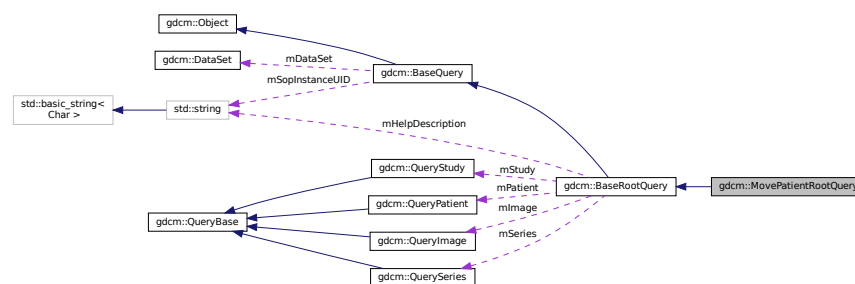 gdcm::Object
gdcm::DataSet
mDataSet
gdcm::BaseQuery
mSopInstanceUID
std::basic_string<
Char >
std::string
mHelpDescription
gdcm::QueryStudy
mStudy
gdcm::BaseRootQuery
gdcm::MovePatientRootQuery
mPatient
gdcm::QueryPatient
mImage
gdcm::QueryBase
mSeries
gdcm::QueryImage
gdcm::QuerySeries